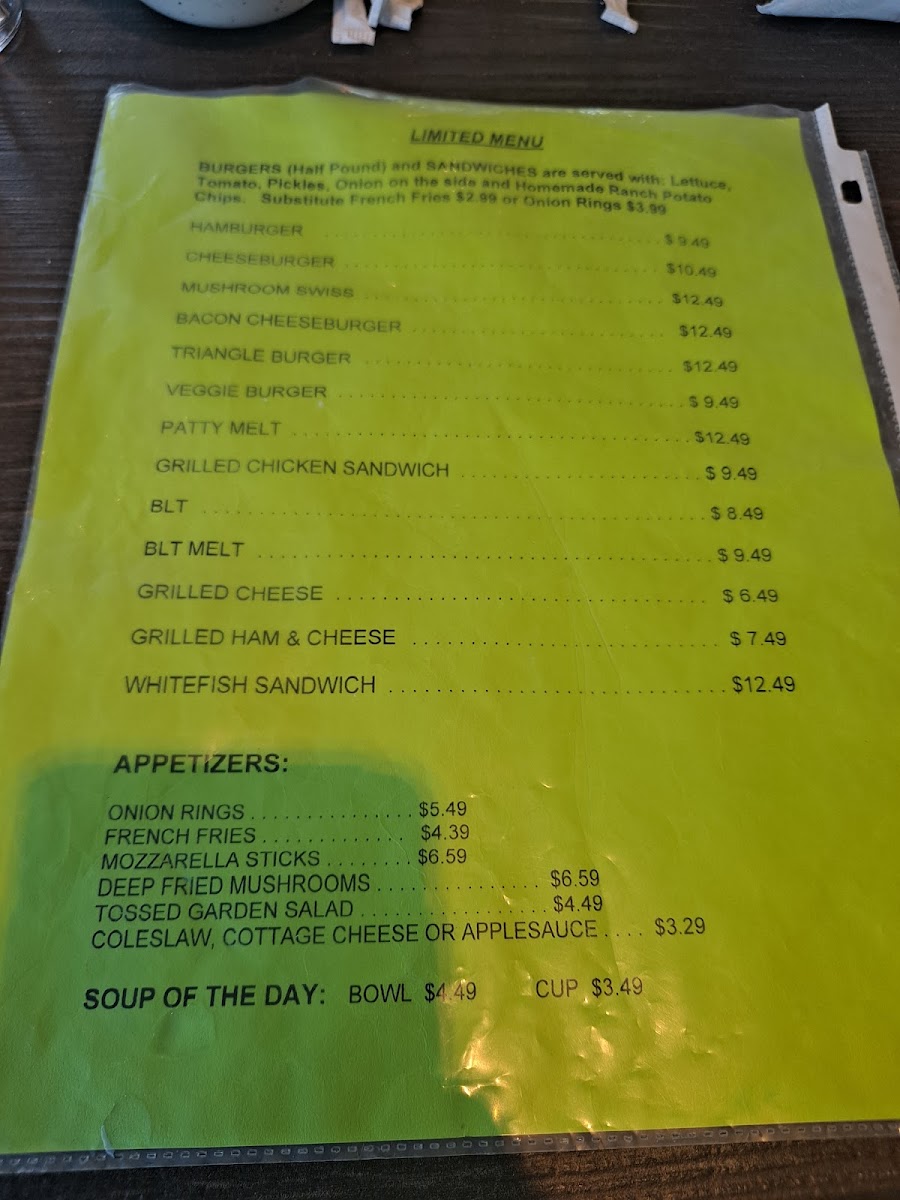 LIMITED MENU
BURGERS (Half Pound) and SANDWICHES are served with: Lettuce,
Tomato, Pickles, Onion on the side and Homemade Ranch Potato
Chips. Substitute French Fries $2.99 or Onion Rings $3.99
HAMBURGER .................................... $ 9.49
CHEESEBURGER .................................... $10.49
MUSHROOM SWISS .................................... $12.49
BACON CHEESEBURGER .............................. $12.49
TRIANGLE BURGER .................................... $12.49
VEGGIE BURGER ........................................ $ 9.49
PATTY MELT ........................................ $12.49
GRILLED CHICKEN SANDWICH .......................... $ 9.49
BLT .................................................. $ 8.49
BLT MELT .......................................... $ 9.49
GRILLED CHEESE .................................. $ 6.49
GRILLED HAM & CHEESE .......................... $ 7.49
WHITEFISH SANDWICH ............................ $12.49
APPETIZERS:
ONION RINGS ............... $5.49
FRENCH FRIES ............. $4.39
MOZZARELLA STICKS ........ $6.59
DEEP FRIED MUSHROOMS ............... $6.59
TOSSED GARDEN SALAD ................. $4.49
COLESLAW, COTTAGE CHEESE OR APPLESAUCE .... $3.29
SOUP OF THE DAY: BOWL $4.49 CUP $3.49